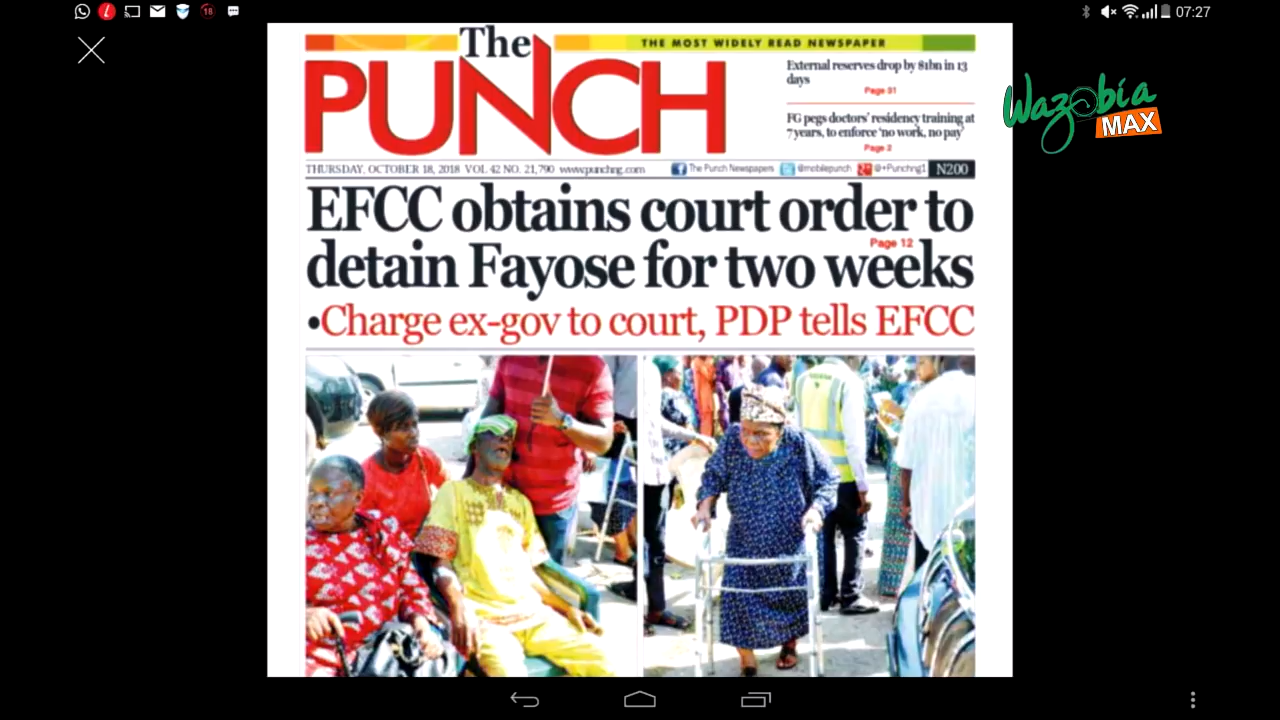 18
07:27
The
PUNCH
THE MOST WIDELY READ NEWSPAPER
External reserves drop by $1bn in 13
days
Page 31
FG pegs doctors' residency training at
7 years, to enforce 'no work, no pay'
Page 2
Wazobia
MAX
THURSDAY, OCTOBER 18, 2018 VOL 42 NO. 21,790 www.punchng.com
The Punch Newspapers
@mobilepunch
@+Punchng1
N200
EFCC obtains court order to
Page 12
detain Fayose for two weeks
•Charge ex-gov to court, PDP tells EFCC